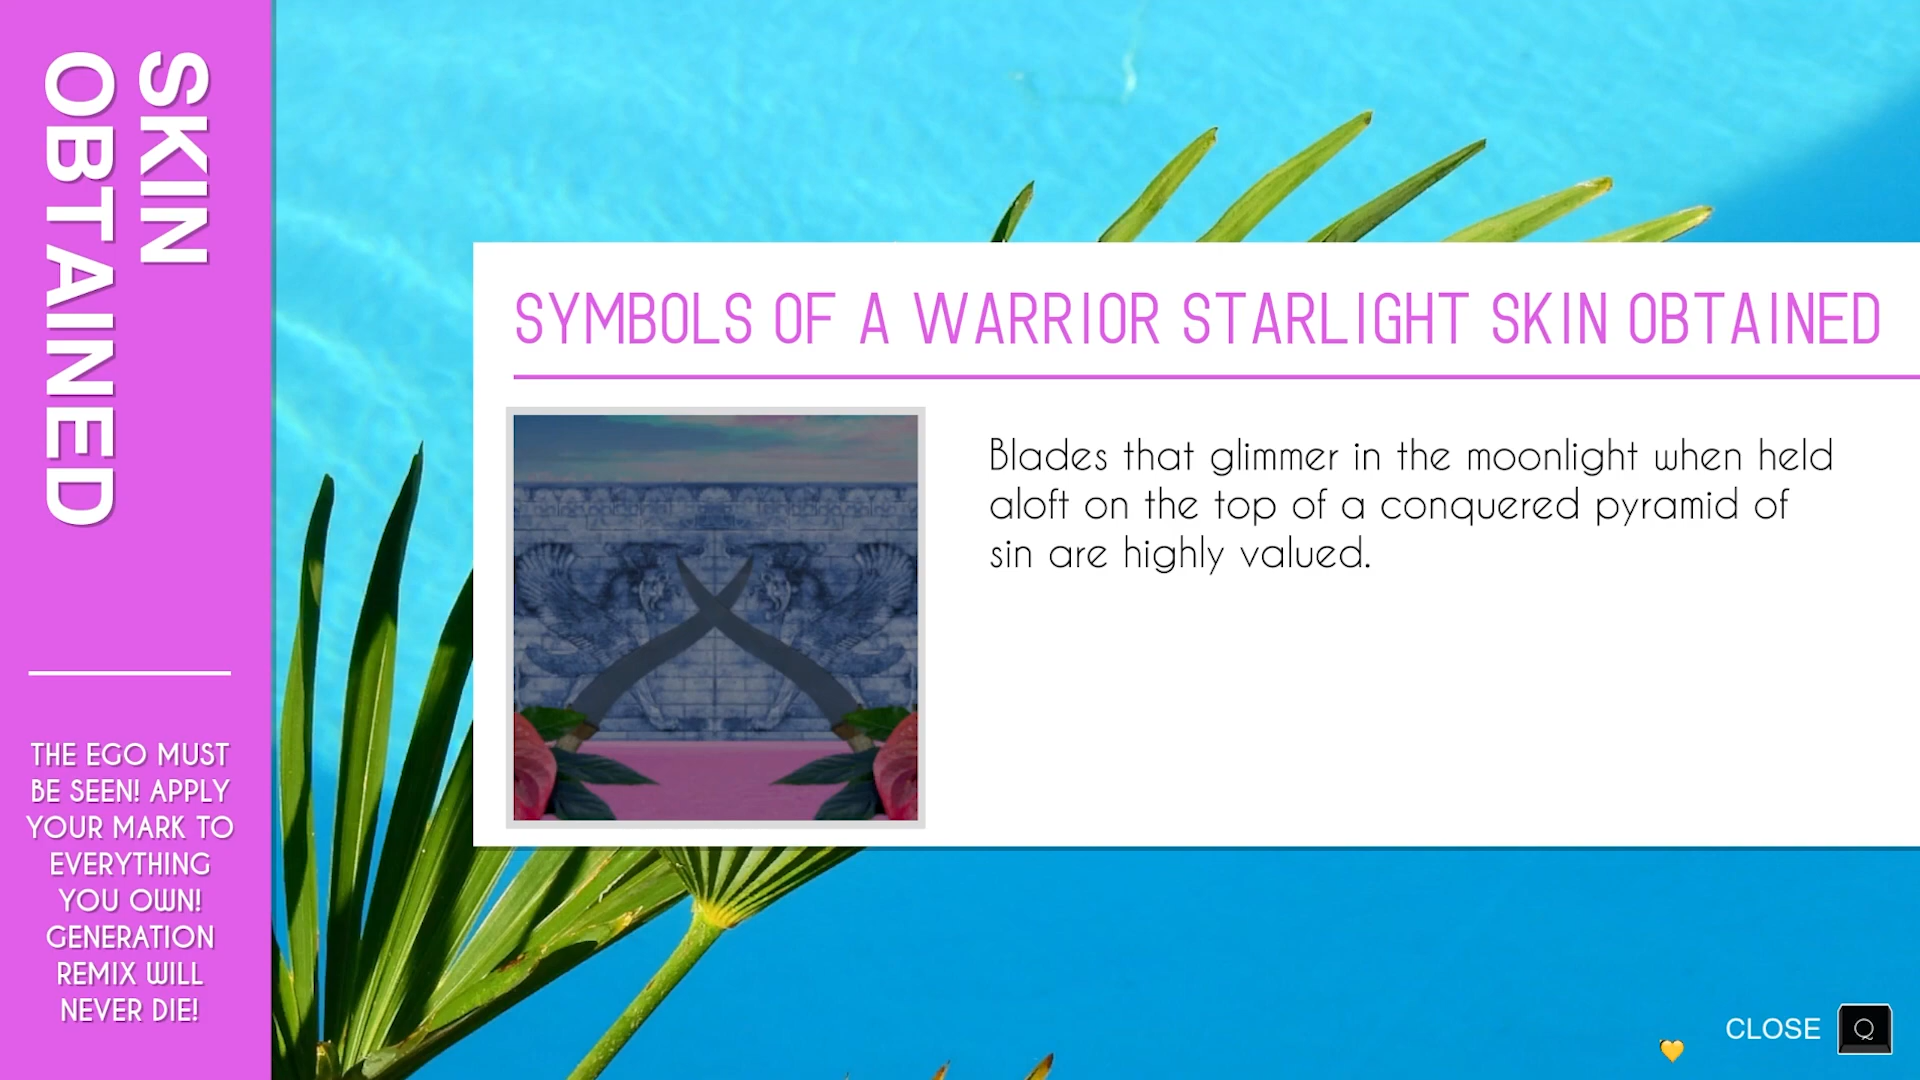 SKIN
OBTAINED
THE EGO MUST
BE SEEN! APPLY
YOUR MARK TO
EVERYTHING
YOU OWN!
GENERATION
REMIX WILL
NEVER DIE!
SYMBOLS OF A WARRIOR STARLIGHT SKIN OBTAINED
Blades that glimmer in the moonlight when held
aloft on the top of a conquered pyramid of
sin are highly valued.
CLOSE Q